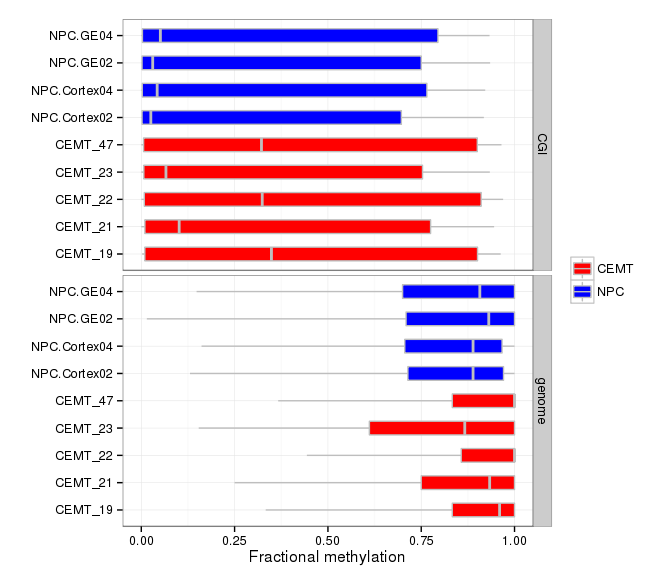 NPC.GE04
NPC.GE02
NPC.Cortex04
NPC.Cortex02
CEMT_47
CEMT_23
CEMT_22
CEMT_21
CEMT_19
CGI
NPC.GE04
NPC.GE02
NPC.Cortex04
NPC.Cortex02
CEMT_47
CEMT_23
CEMT_22
CEMT_21
CEMT_19
genome
0.00 0.25 0.50 0.75 1.00
Fractional methylation
CEMT
NPC